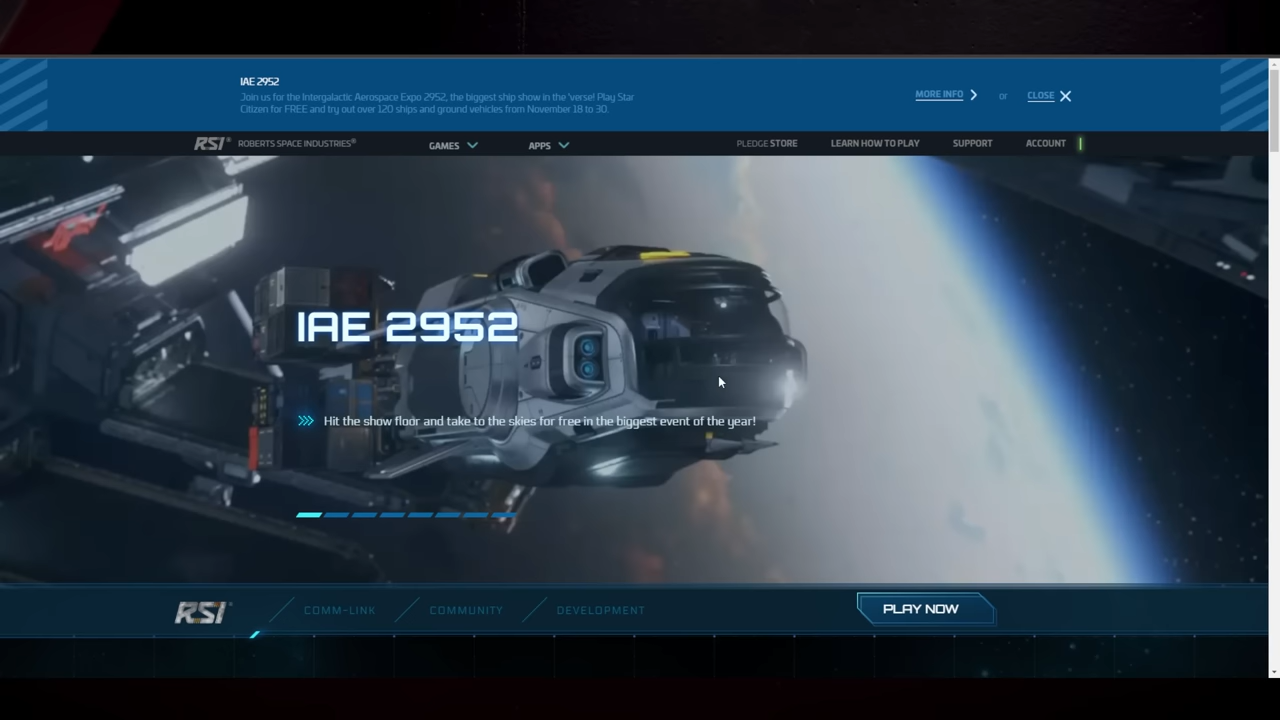 IAE 2952
Join us for the Intergalactic Aerospace Expo 2952, the biggest ship show in the 'verse! Play Star
Citizen for FREE and try out over 120 ships and ground vehicles from November 18 to 30.
MORE INFO or CLOSE
RSI® ROBERTS SPACE INDUSTRIES® GAMES APPS PLEDGE STORE LEARN HOW TO PLAY SUPPORT ACCOUNT
IAE 2952
Hit the show floor and take to the skies for free in the biggest event of the year!
RSI COMM-LINK COMMUNITY DEVELOPMENT PLAY NOW